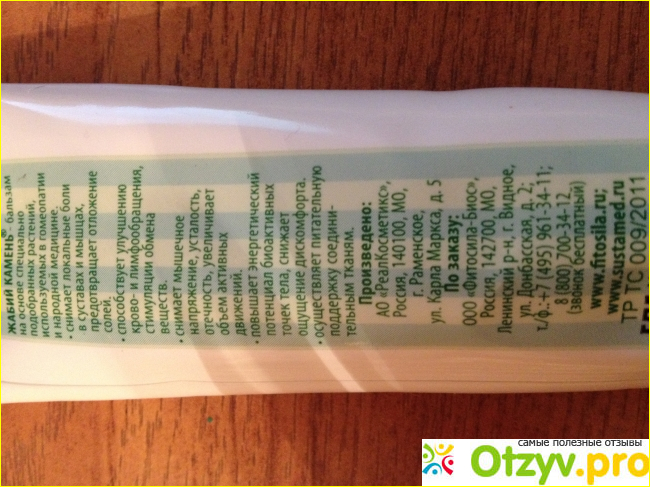 ЖАБИЙ КАМЕНЬ® бальзам
на основе специально
подобранных растений,
используемых в гомеопатии
и народной медицине:
• снимает локальные боли
в суставах и мышцах,
предотвращает отложение
солей.
• способствует улучшению
крово- и лимфообращения,
стимуляции обмена
веществ.
• снимает мышечное
напряжение, усталость,
отечность, увеличивает
объем активных
движений.
• повышает энергетический
потенциал биоактивных
точек тела, снижает
ощущение дискомфорта.
• осуществляет питательную
поддержку соедини-
тельным тканям.
Произведено:
АО «РеалКосметикс»,
Россия, 140100, МО,
г. Раменское,
ул. Карла Маркса, д. 5
По заказу:
ООО «Фитосила-Биос»,
Россия, 142700, МО,
Ленинский р-н, г. Видное,
ул. Донбасская, д. 2;
т./ф.:+7 (495) 961-34-11;
8 (800) 700-34-12
(звонок бесплатный)
www.fitosila.ru;
www.sustamed.ru
ТР ТС 009/2011
самые полезные отзывы
Otzyv.pro